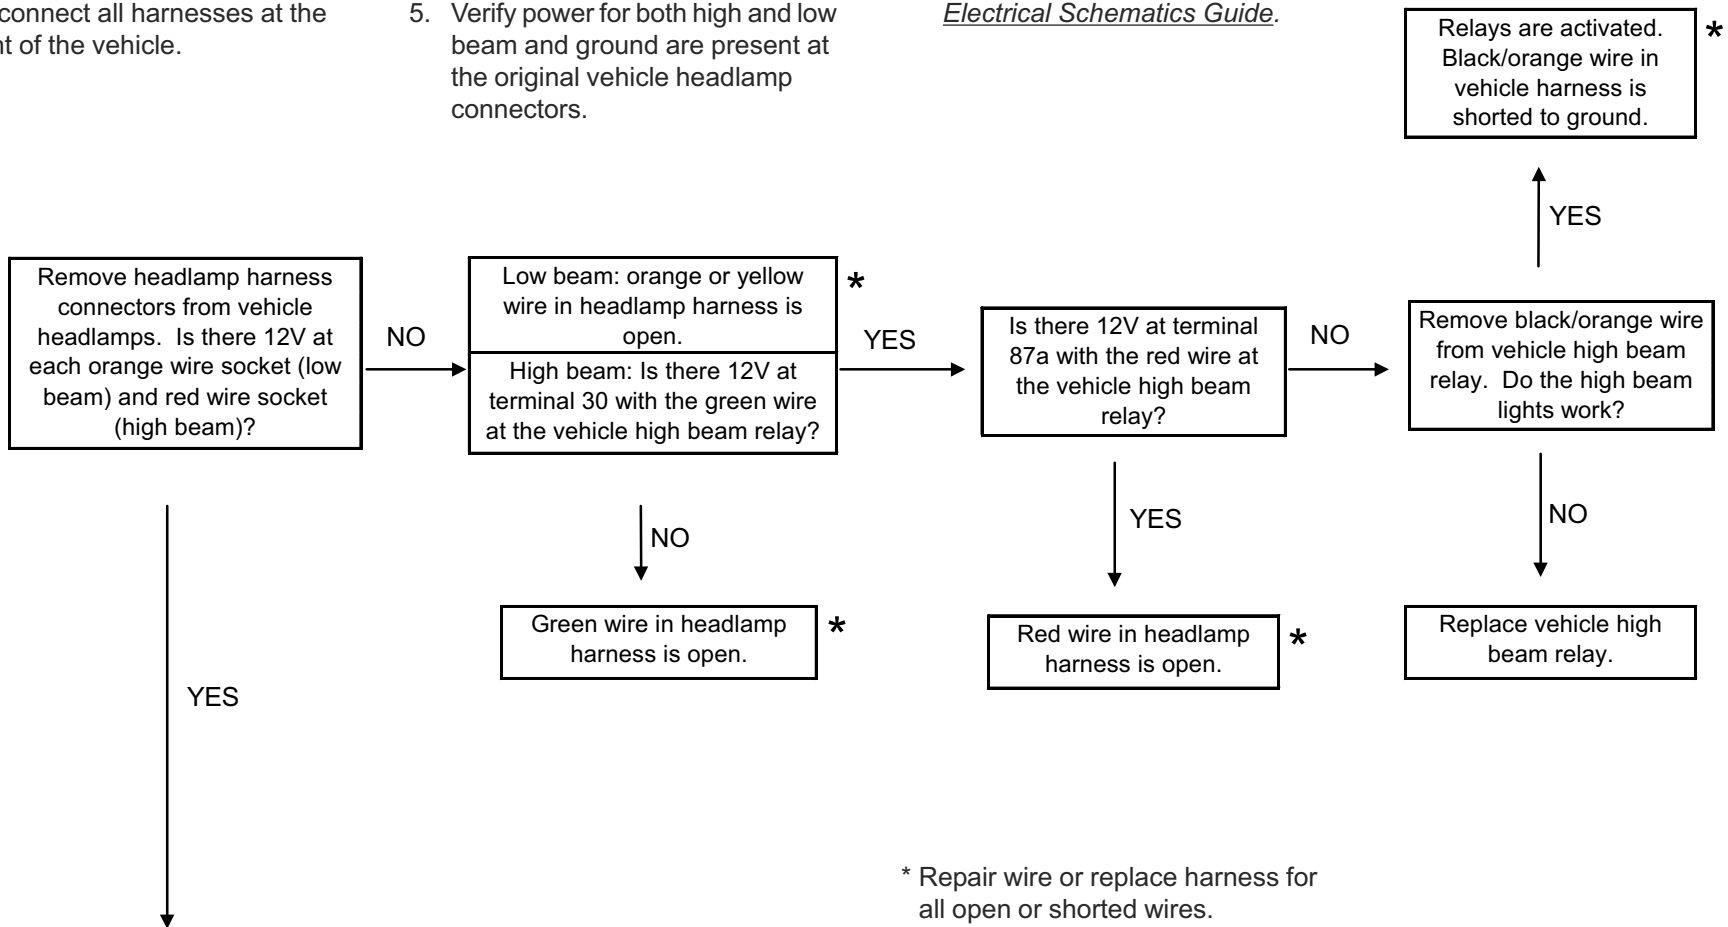 connect all harnesses at the
of the vehicle.
5. Verify power for both high and low
beam and ground are present at
the original vehicle headlamp
connectors.
Electrical Schematics Guide.
Relays are activated.
Black/orange wire in
vehicle harness is
shorted to ground.
*
YES
Remove headlamp harness
connectors from vehicle
headlamps. Is there 12V at
each orange wire socket (low
beam) and red wire socket
(high beam)?
NO
Low beam: orange or yellow
wire in headlamp harness is
open.
*
High beam: Is there 12V at
terminal 30 with the green wire
at the vehicle high beam relay?
YES
Is there 12V at terminal
87a with the red wire at
the vehicle high beam
relay?
NO
Remove black/orange wire
from vehicle high beam
relay. Do the high beam
lights work?
NO
YES
NO
Green wire in headlamp
harness is open.
*
Red wire in headlamp
harness is open.
*
Replace vehicle high
beam relay.
YES
* Repair wire or replace harness for
all open or shorted wires.